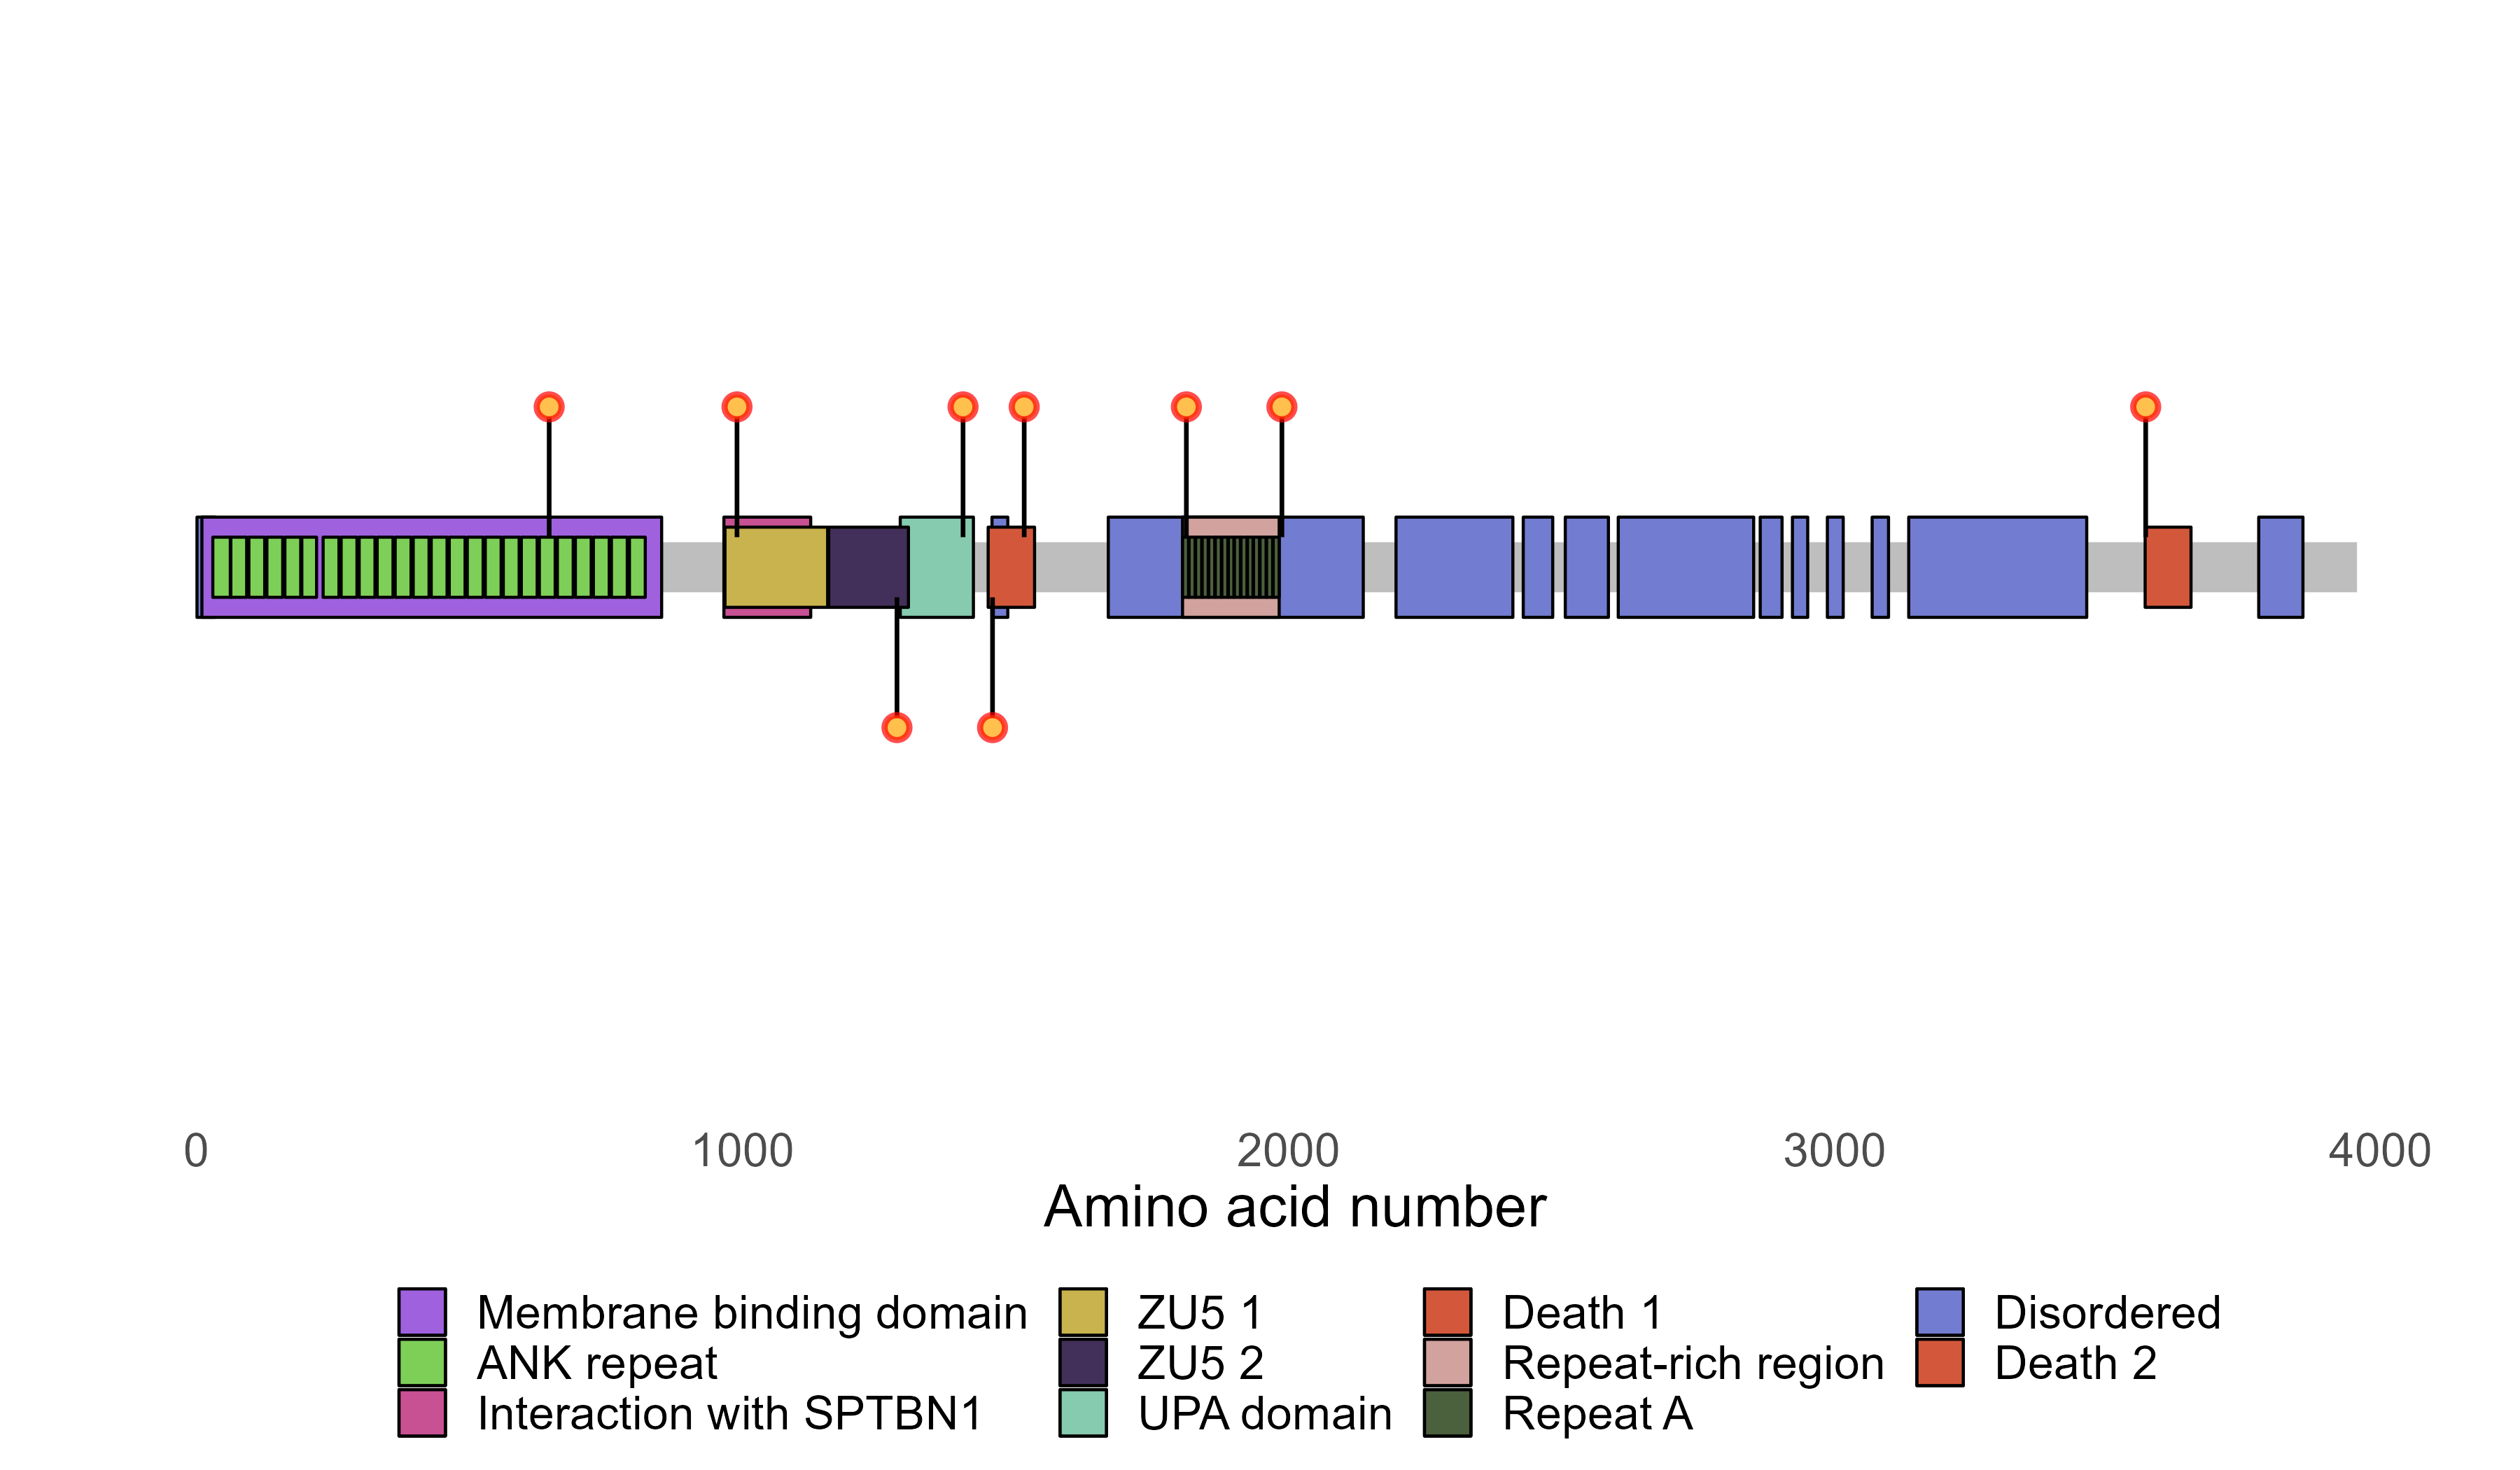 0 1000 2000 3000 4000
Amino acid number
Membrane binding domain ZU5 1 Death 1 Disordered
ANK repeat ZU5 2 Repeat-rich region Death 2
Interaction with SPTBN1 UPA domain Repeat A